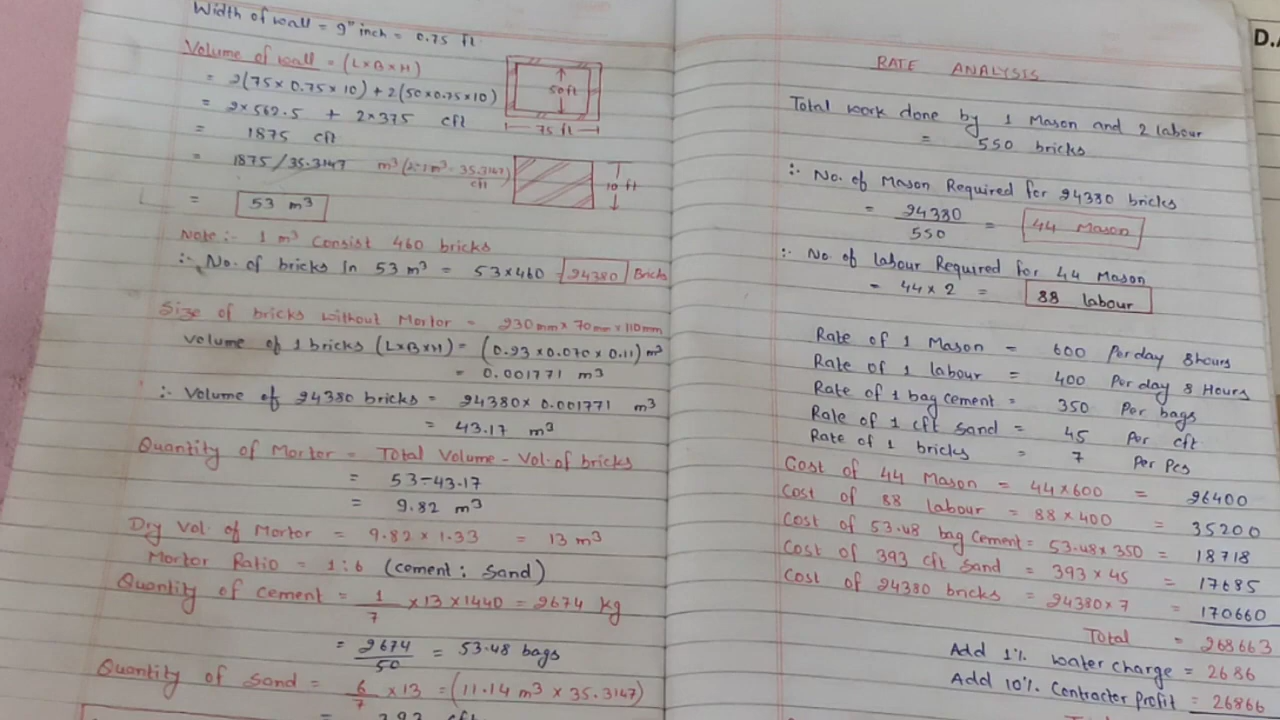 Width of wall = 9" inch = 0.75 ft
Volume of wall = (L×B×H)
= 2(75×0.75×10) + 2(50×0.75×10)
= 2×562.5 + 2×375 cft
= 1875 cft
= 1875/35.3147 m³
cft
= 53 m³
50ft
75 ft
10 ft
Note:- 1 m³ Consist 460 bricks
∴ No. of bricks in 53 m³ = 53×460 = 24380 Bricks
Size of bricks without Mortor = 230mm×70mm×110mm
Volume of 1 bricks (L×B×H) = (0.23×0.070×0.11) m³
= 0.001771 m³
∴ Volume of 24380 bricks = 24380×0.001771 m³
= 43.17 m³
Quantity of Mortor = Total Volume - Vol. of bricks
= 53-43.17
= 9.82 m³
Dry Vol. of Mortor = 9.82×1.33 = 13 m³
Mortor Ratio = 1:6 (cement : Sand)
Quantity of cement = 1/7 ×13×1440 = 2674 kg
= 2674/50 = 53.48 bags
Quantity of Sand = 6/7 ×13 = (11.14 m³ × 35.3147)
= 393 cft
RATE ANALYSIS
Total work done by 1 Mason and 2 labour
= 550 bricks
∴ No. of Mason Required for 24380 bricks
= 24380/550 = 44 Mason
∴ No of labour Required for 44 Mason
= 44×2 = 88 labour
Rate of 1 Mason = 600 Per day 8hours
Rate of 1 labour = 400 Per day 8 Hours
Rate of 1 bag cement = 350 Per bags
Rate of 1 cft Sand = 45 Per cft
Rate of 1 bricks = 7 Per Pcs
Cost of 44 Mason = 44×600 = 26400
Cost of 88 labour = 88×400 = 35200
Cost of 53.48 bag Cement = 53.48×350 = 18718
Cost of 393 cft Sand = 393×45 = 17685
Cost of 24380 bricks = 24380×7 = 170660
Total = 268663
Add 1% water charge = 2686
Add 10% Contractor Profit = 26866
D.